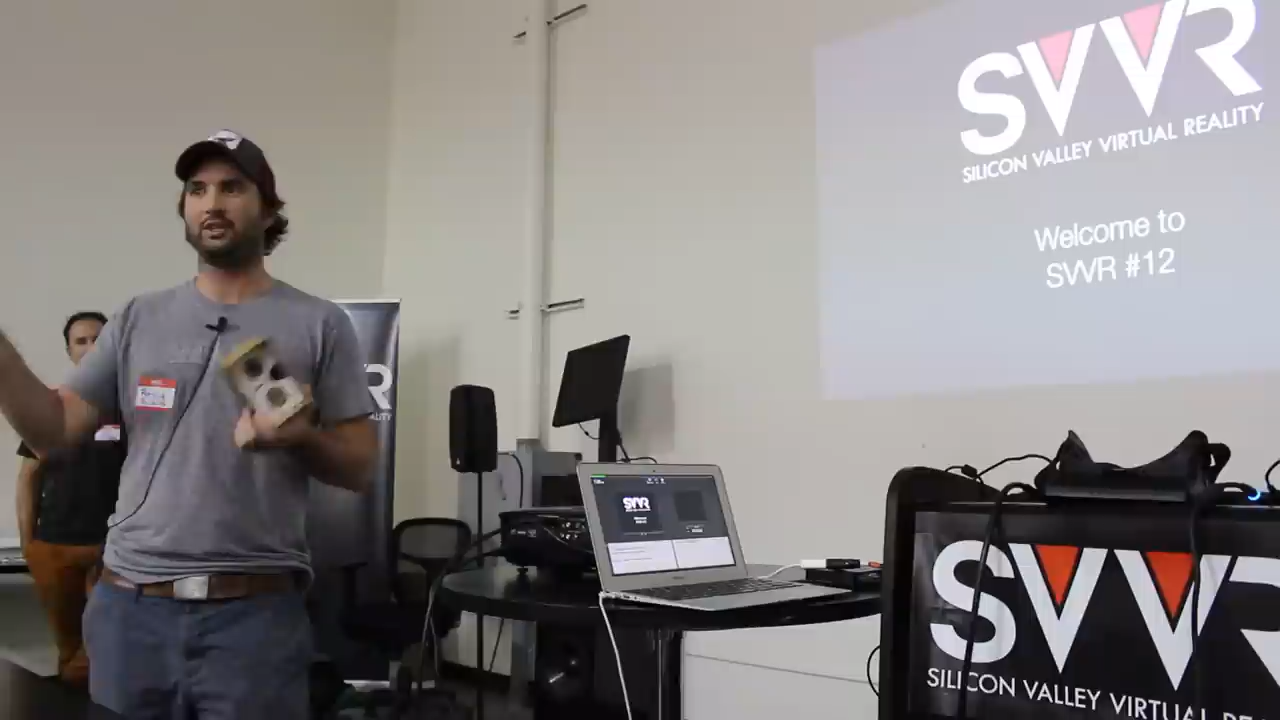 SVVR
SILICON VALLEY VIRTUAL REALITY
Welcome to
SVVR #12
SVVR
SILICON VALLEY VIRTUAL RE
SVVR
R